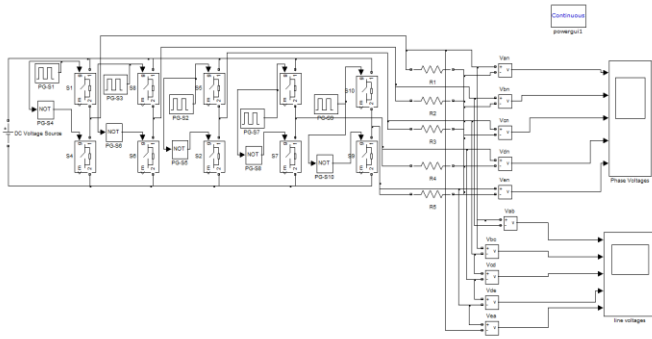 Continuous
powergui1
PG-S1
S1
PG-S3
S6
PG-S2
S5
PG-S7
PG-S9
S10
NOT
PG-S4
S4
NOT
PG-S6
S6
NOT
PG-S5
S2
NOT
PG-S8
S7
NOT
PG-S10
S9
DC Voltage Source
R1
R2
R3
R4
R5
Van
Vbn
Vcn
Vdn
Ven
Phase Voltages
Vab
Vbc
Vcd
Vde
Vea
line voltages